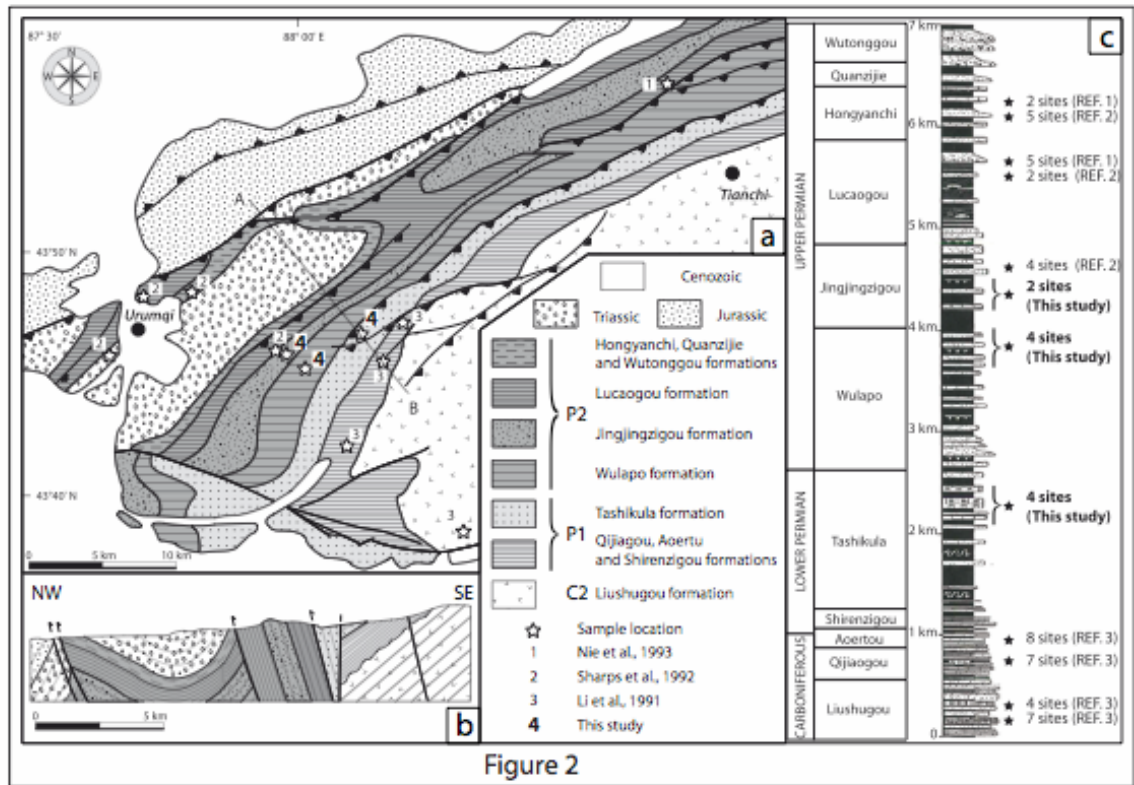 87° 30'
88° 00' E
N
W
E
S
1
A
Tianchi
43°50' N
a
2
2
Urumqi
4
3
2
4
2
4
3
B
3
43°40' N
3
0
5 km
10 km
NW
SE
t t
t
t
0
5 km
b
Cenozoic
Triassic
Jurassic
Hongyanchi, Quanzijie
and Wutonggou formations
Lucaogou formation
P2
Jingjingzigou formation
Wulapo formation
Tashikula formation
P1
Qijiagou, Aoertu
and Shirenzigou formations
C2
Liushugou formation
Sample location
1
Nie et al., 1993
2
Sharps et al., 1992
3
Li et al., 1991
4
This study
c
7 km
Wutonggou
Quanzijie
Hongyanchi
2 sites (REF. 1)
5 sites (REF. 2)
6 km
5 sites (REF. 1)
2 sites (REF. 2)
Lucaogou
UPPER PERMIAN
5 km
4 sites (REF. 2)
Jingjingzigou
2 sites
(This study)
4 km
4 sites
(This study)
Wulapo
3 km
4 sites
(This study)
LOWER PERMIAN
Tashikula
2 km
Shirenzigou
1 km
Aoertou
8 sites (REF. 3)
Qijiaogou
7 sites (REF. 3)
CARBONIFEROUS
Liushugou
4 sites (REF. 3)
7 sites (REF. 3)
0
Figure 2